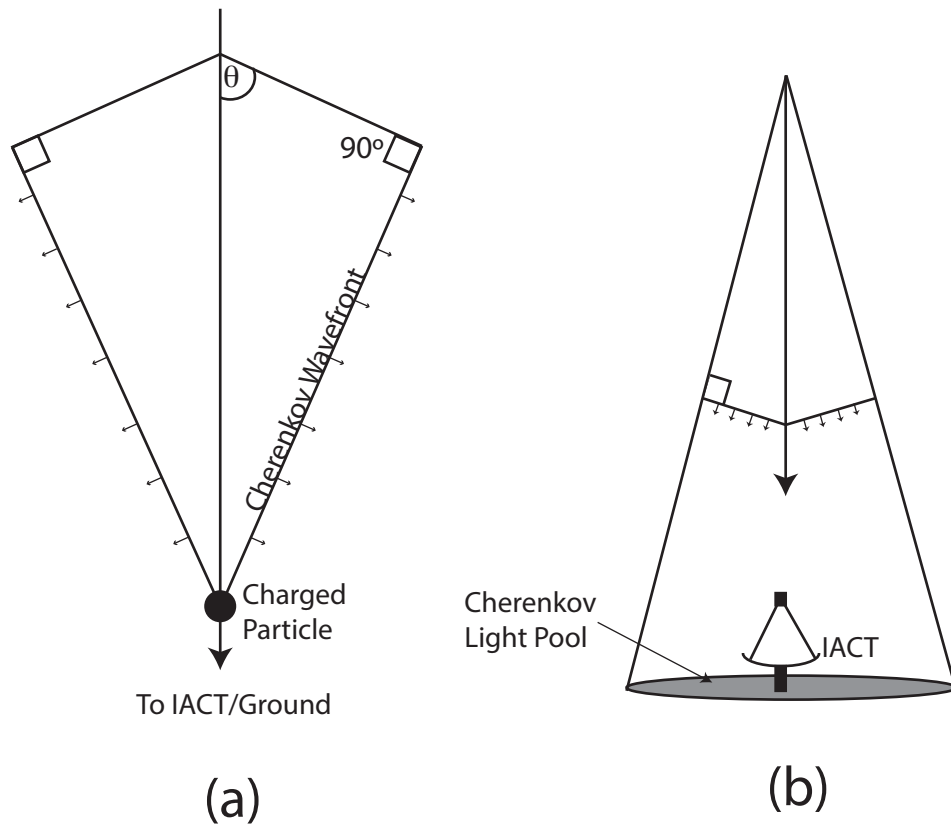 θ
90º
Cherenkov Wavefront
Charged
Particle
To IACT/Ground
(a)
Cherenkov
Light Pool
IACT
(b)